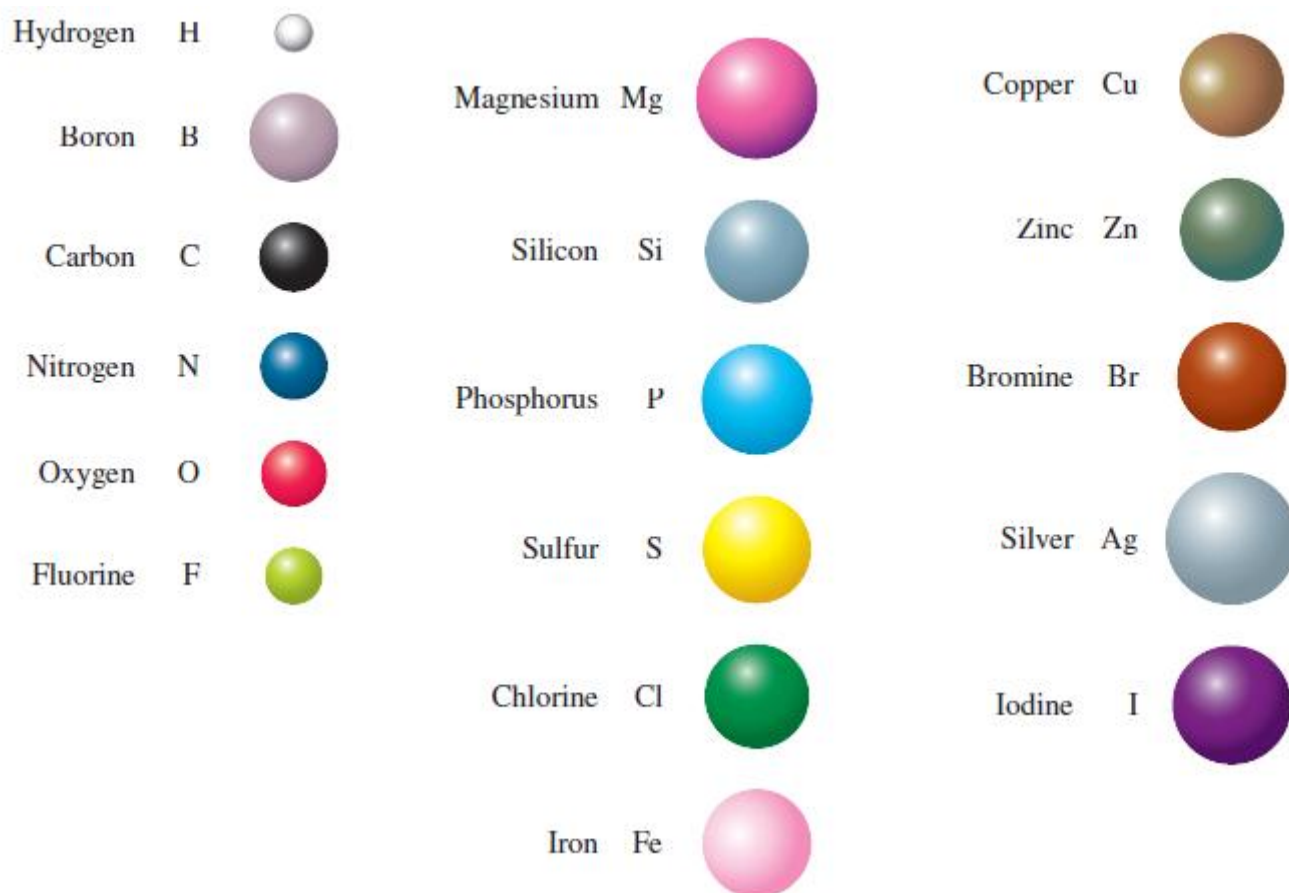 Hydrogen H
Boron B
Carbon C
Nitrogen N
Oxygen O
Fluorine F
Magnesium Mg
Silicon Si
Phosphorus P
Sulfur S
Chlorine Cl
Iron Fe
Copper Cu
Zinc Zn
Bromine Br
Silver Ag
Iodine I